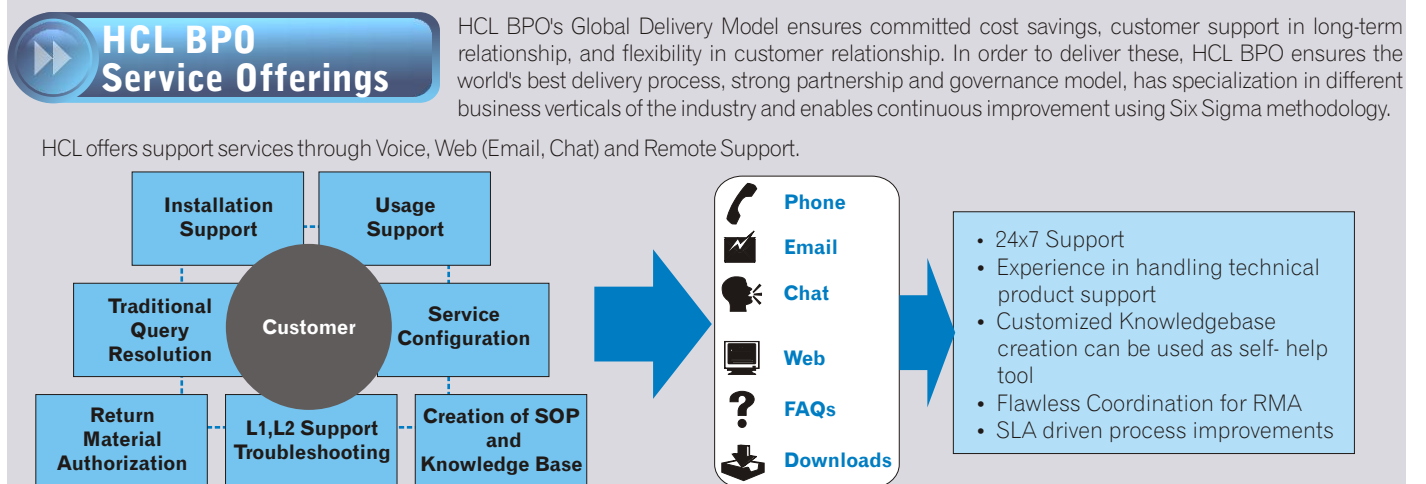 HCL BPO
Service Offerings
HCL BPO's Global Delivery Model ensures committed cost savings, customer support in long-term
relationship, and flexibility in customer relationship. In order to deliver these, HCL BPO ensures the
world's best delivery process, strong partnership and governance model, has specialization in different
business verticals of the industry and enables continuous improvement using Six Sigma methodology.
HCL offers support services through Voice, Web (Email, Chat) and Remote Support.
Installation
Support
Usage
Support
Traditional
Query
Resolution
Customer
Service
Configuration
Return
Material
Authorization
L1,L2 Support
Troubleshooting
Creation of SOP
and
Knowledge Base
Phone
Email
Chat
Web
FAQs
Downloads
• 24x7 Support
• Experience in handling technical
product support
• Customized Knowledgebase
creation can be used as self- help
tool
• Flawless Coordination for RMA
• SLA driven process improvements